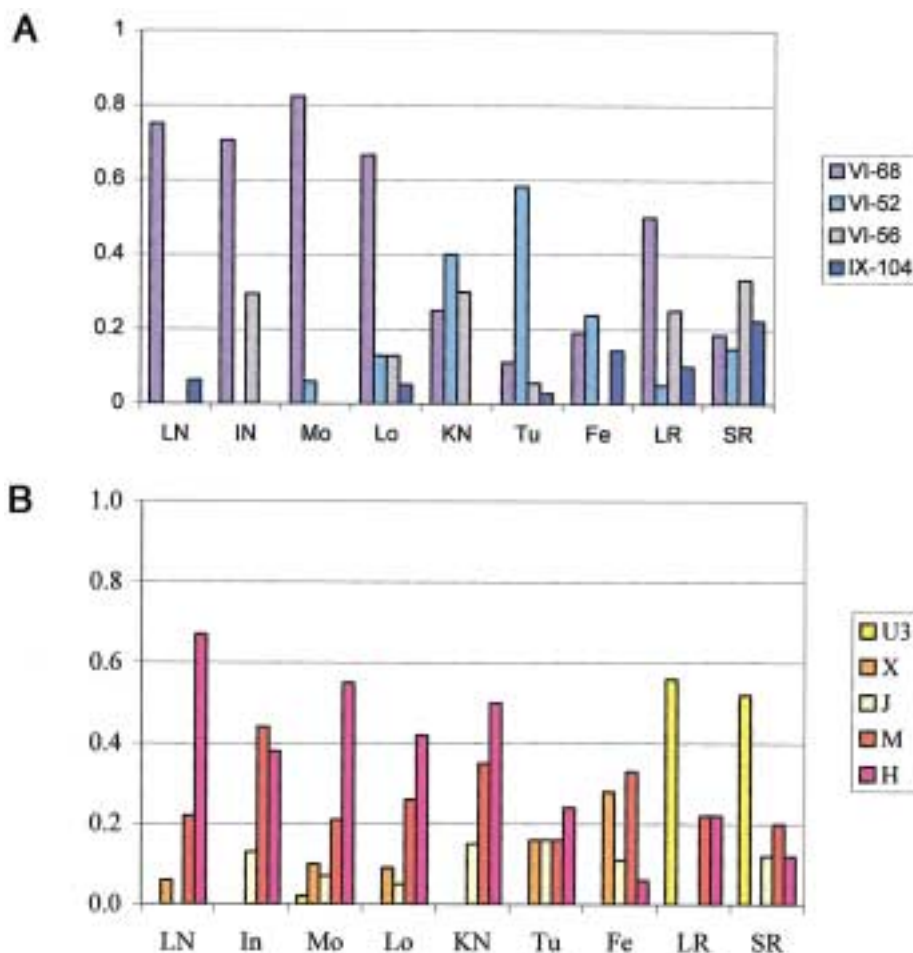 A
1
0.8
0.6
0.4
0.2
0
LN IN Mo Lo KN Tu Fe LR SR
VI-68
VI-52
VI-56
IX-104
B
1.0
0.8
0.6
0.4
0.2
0.0
LN In Mo Lo KN Tu Fe LR SR
U3
X
J
M
H